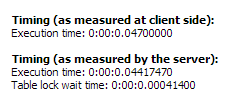 Timing (as measured at client side):
Execution time: 0:00:0.04700000
Timing (as measured by the server):
Execution time: 0:00:0.04417470
Table lock wait time: 0:00:0.00041400